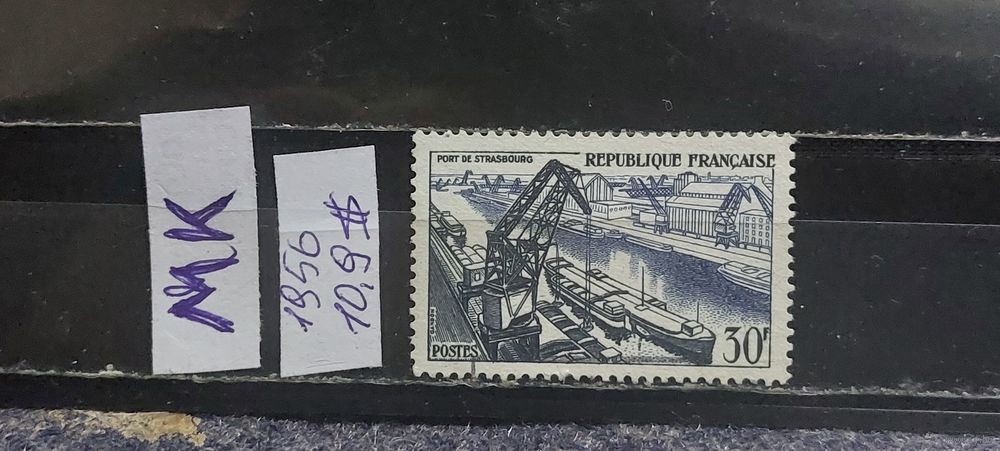 MK
1956
10,9 $
PORT DE STRASBOURG
REPUBLIQUE FRANÇAISE
POSTES
30F